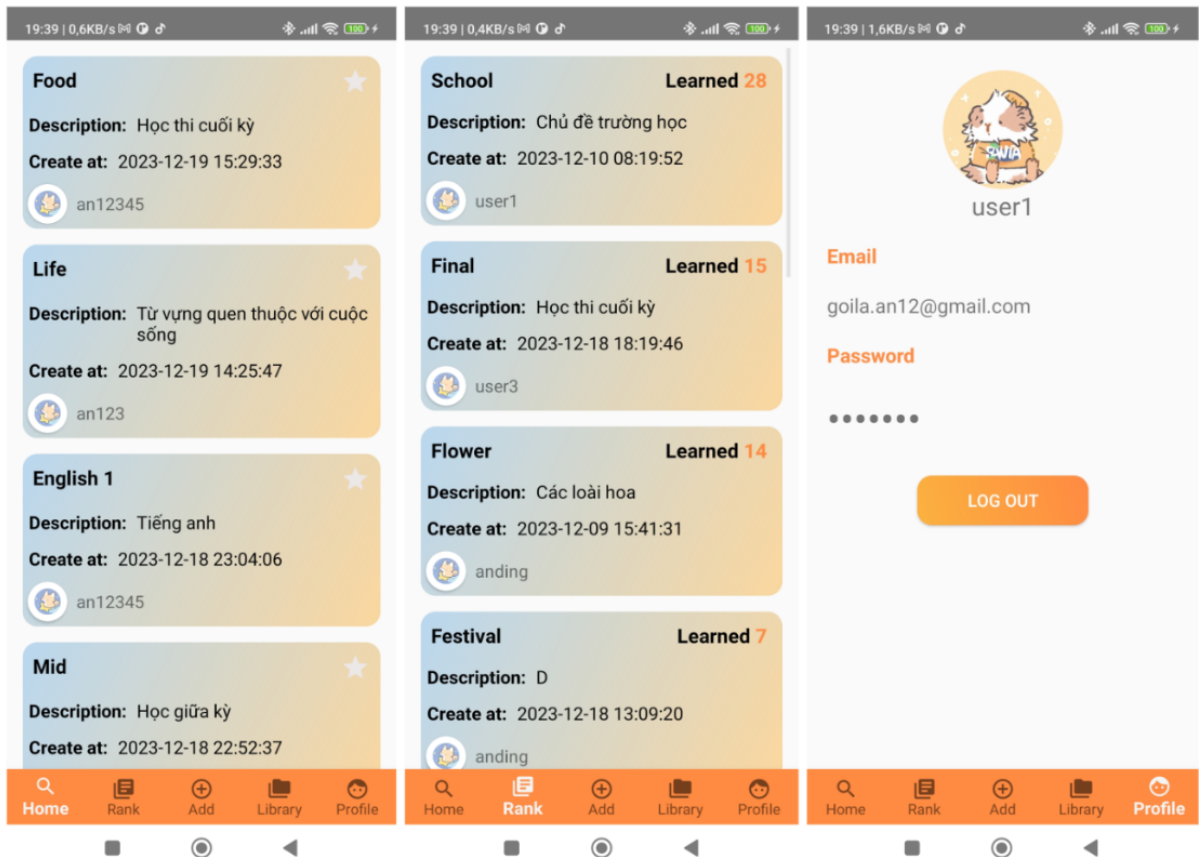 19:39 | 0,6KB/s
100
Food
Description: Học thi cuối kỳ
Create at: 2023-12-19 15:29:33
an12345
Life
Description: Từ vựng quen thuộc với cuộc
sống
Create at: 2023-12-19 14:25:47
an123
English 1
Description: Tiếng anh
Create at: 2023-12-18 23:04:06
an12345
Mid
Description: Học giữa kỳ
Create at: 2023-12-18 22:52:37
Home Rank Add Library Profile
19:39 | 0,4KB/s
100
School Learned 28
Description: Chủ đề trường học
Create at: 2023-12-10 08:19:52
user1
Final Learned 15
Description: Học thi cuối kỳ
Create at: 2023-12-18 18:19:46
user3
Flower Learned 14
Description: Các loài hoa
Create at: 2023-12-09 15:41:31
anding
Festival Learned 7
Description: D
Create at: 2023-12-18 13:09:20
anding
Home Rank Add Library Profile
19:39 | 1,6KB/s
100
user1
Email
goila.an12@gmail.com
Password
•••••••
LOG OUT
Home Rank Add Library Profile